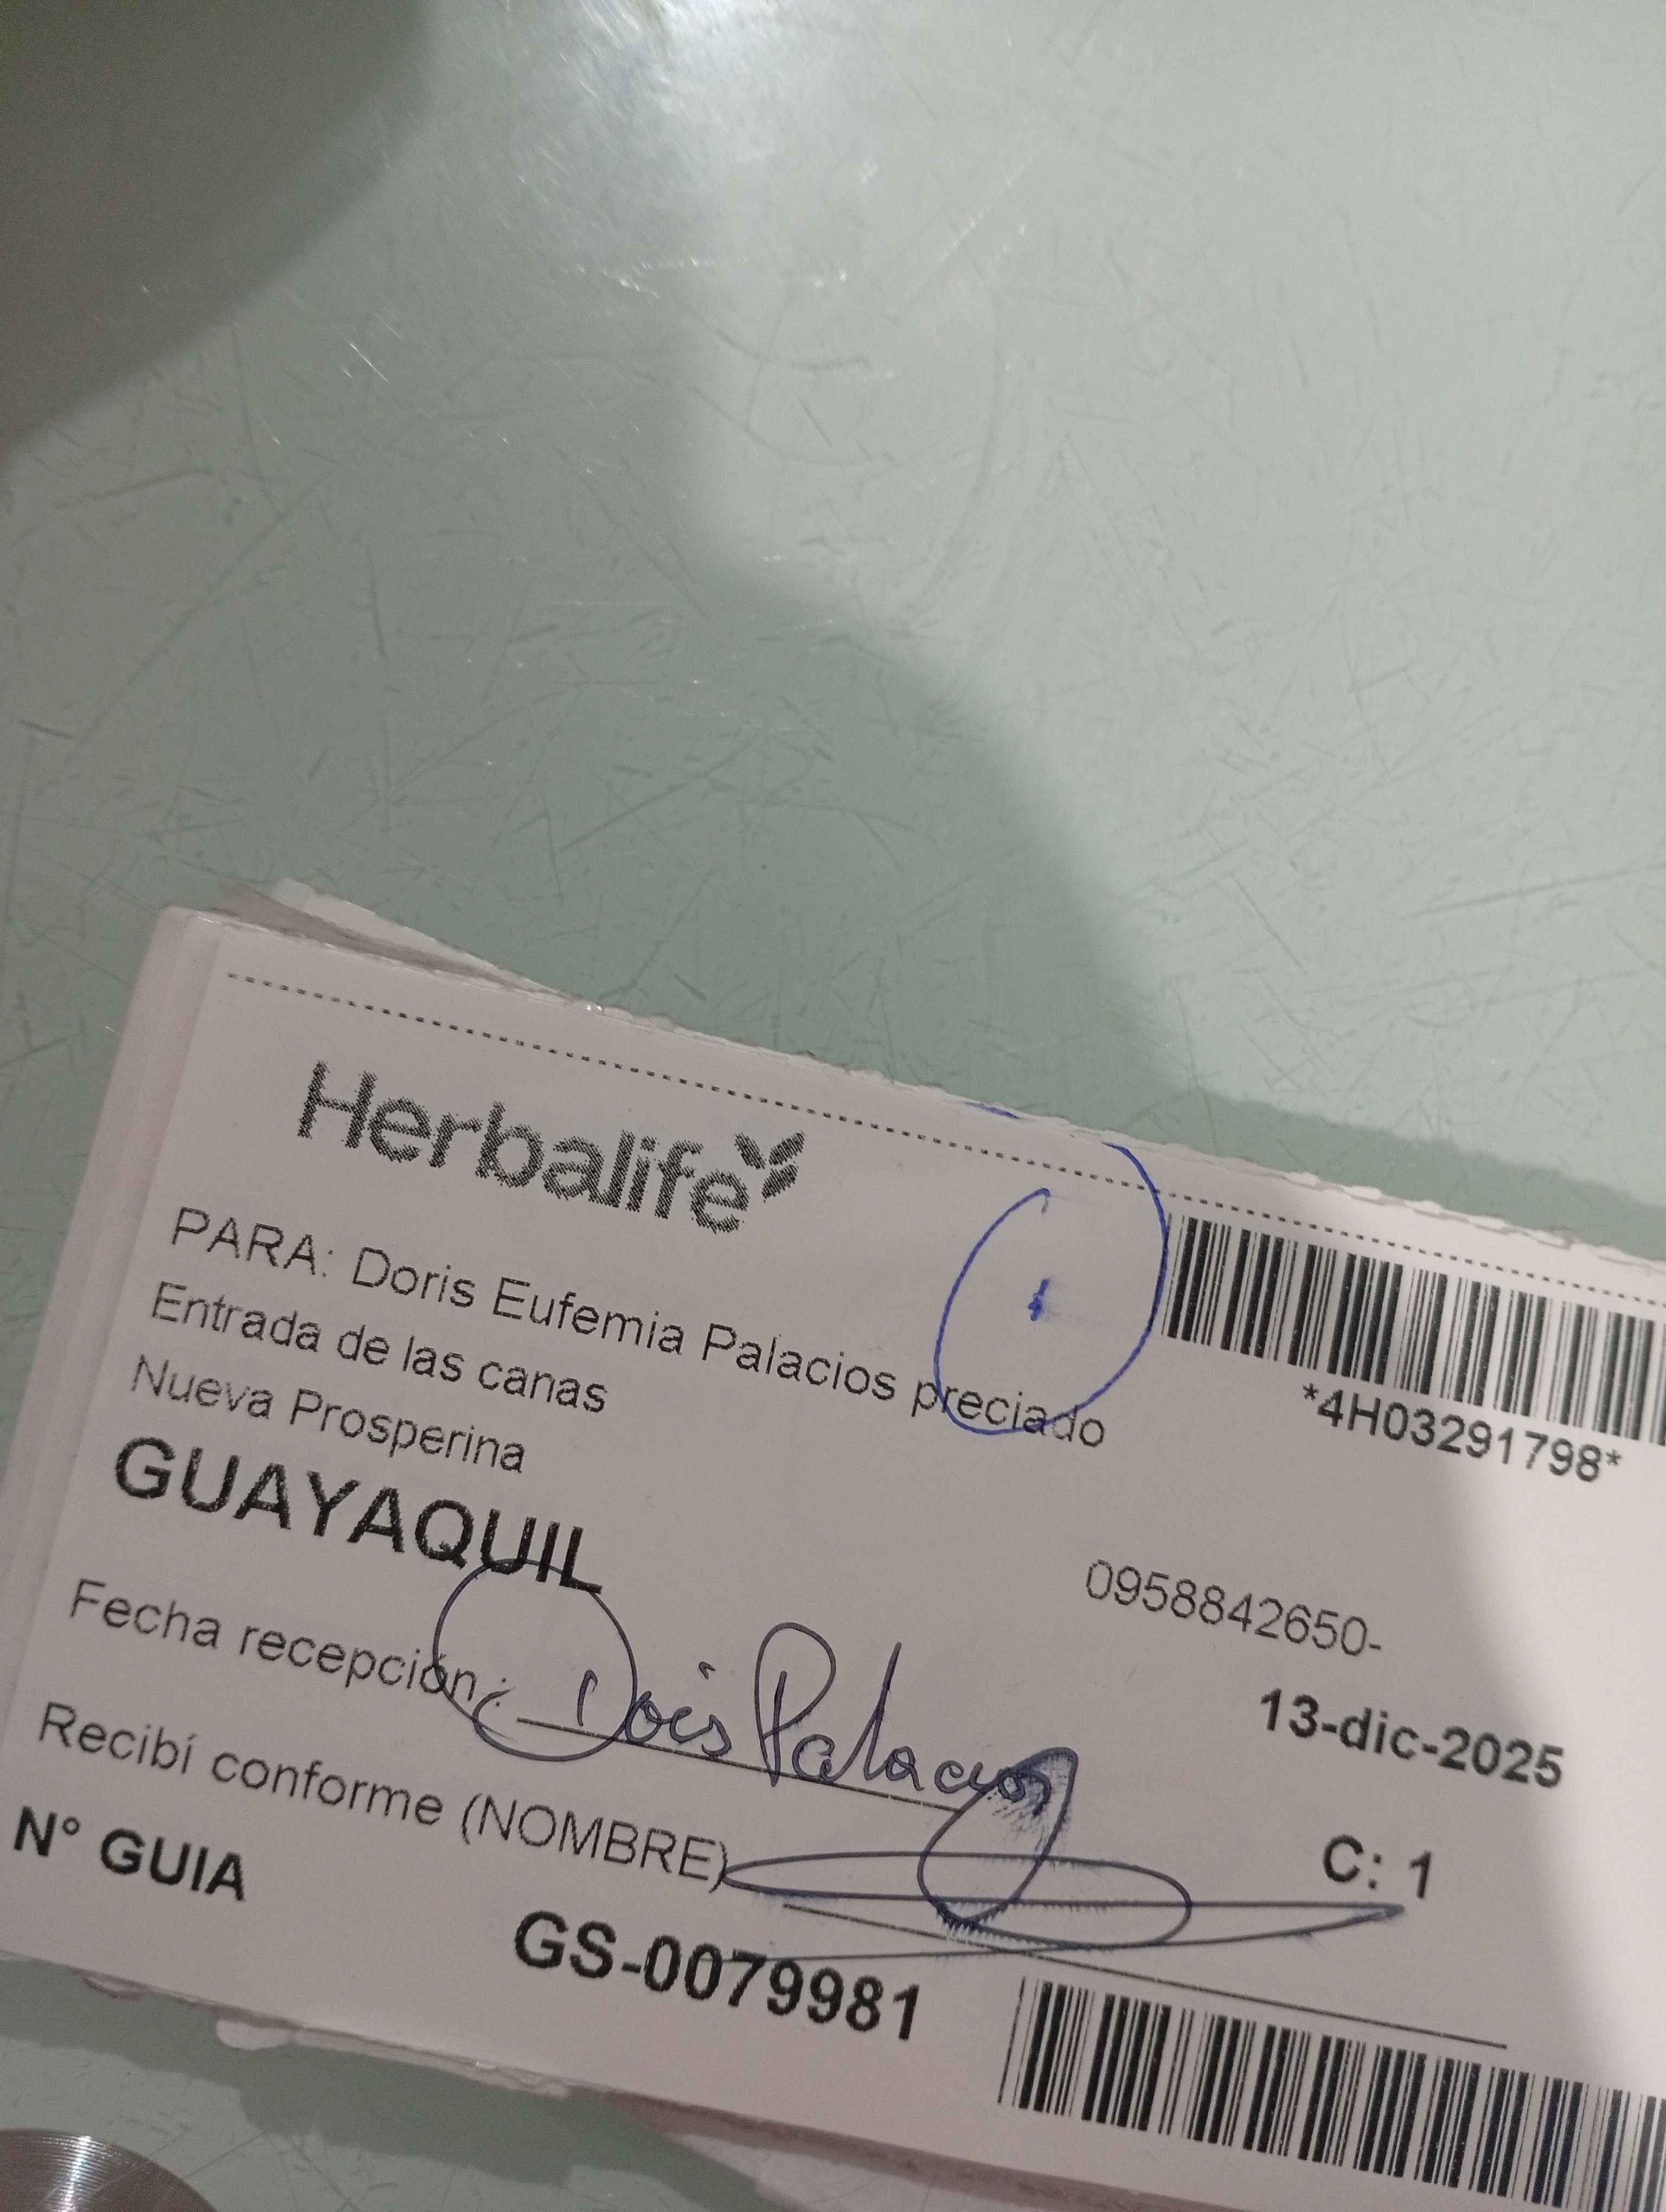 Herbalife
PARA: Doris Eufemia Palacios preciado
Entrada de las canas
Nueva Prosperina
GUAYAQUIL
*4H03291798*
0958842650-
Fecha recepción : Doris Palacios
13-dic-2025
Recibí conforme (NOMBRE)
C: 1
N° GUIA
GS-0079981